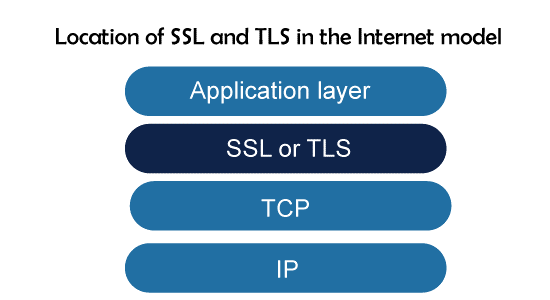 Location of SSL and TLS in the Internet model
Application layer
SSL or TLS
TCP
IP